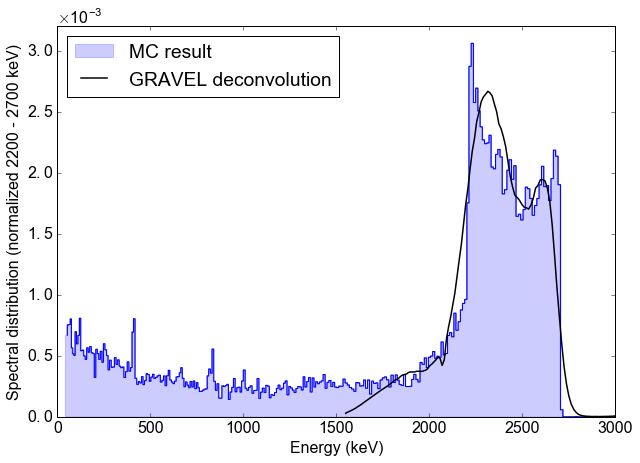 ×10⁻³
3.0
2.5
2.0
1.5
1.0
0.5
0.0
Spectral distribution (normalized 2200 - 2700 keV)
MC result
GRAVEL deconvolution
0 500 1000 1500 2000 2500 3000
Energy (keV)